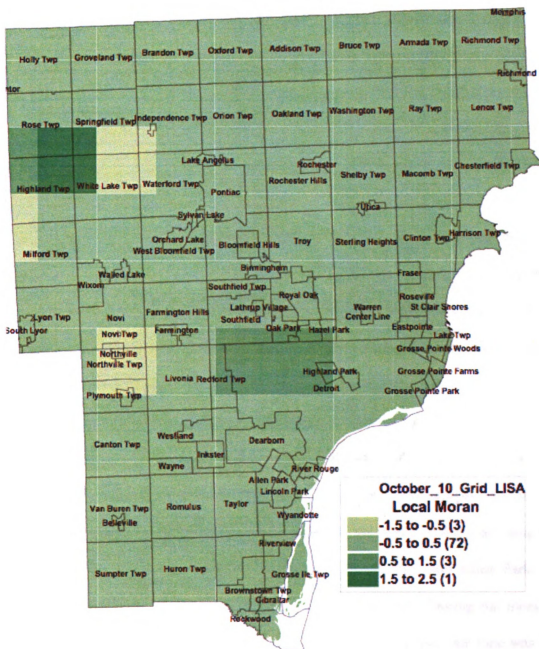 Memphis
Holly Twp
Groveland Twp
Brandon Twp
Oxford Twp
Addison Twp
Bruce Twp
Armada Twp
Richmond Twp
Richmond
Rose Twp
Springfield Twp
Independence Twp
Orion Twp
Oakland Twp
Washington Twp
Ray Twp
Lenox Twp
Lake Angelus
Rochester
Chesterfield Twp
Highland Twp
White Lake Twp
Waterford Twp
Pontiac
Rochester Hills
Shelby Twp
Macomb Twp
Sylvan Lake
Utica
Milford Twp
Orchard Lake
West Bloomfield Twp
Bloomfield Hills
Troy
Sterling Heights
Clinton Twp
Harrison Twp
Walled Lake
Birmingham
Fraser
Wixom
Southfield Twp
Royal Oak
Roseville
Lyon Twp
Novi
Farmington Hills
Lathrup Village
Warren
St Clair Shores
South Lyon
Southfield
Center Line
Novi Twp
Farmington
Oak Park
Hazel Park
Eastpointe
Lake Twp
Northville
Grosse Pointe Woods
Northville Twp
Livonia
Redford Twp
Highland Park
Grosse Pointe Farms
Plymouth Twp
Detroit
Grosse Pointe Park
Canton Twp
Westland
Dearborn
Wayne
Inkster
River Rouge
Allen Park
Lincoln Park
Van Buren Twp
Romulus
Taylor
Wyandotte
Belleville
Riverview
Sumpter Twp
Huron Twp
Grosse Ile Twp
Brownstown Twp
Gibraltar
Rockwood
October_10_Grid_LISA
Local Moran
-1.5 to -0.5 (3)
-0.5 to 0.5 (72)
0.5 to 1.5 (3)
1.5 to 2.5 (1)